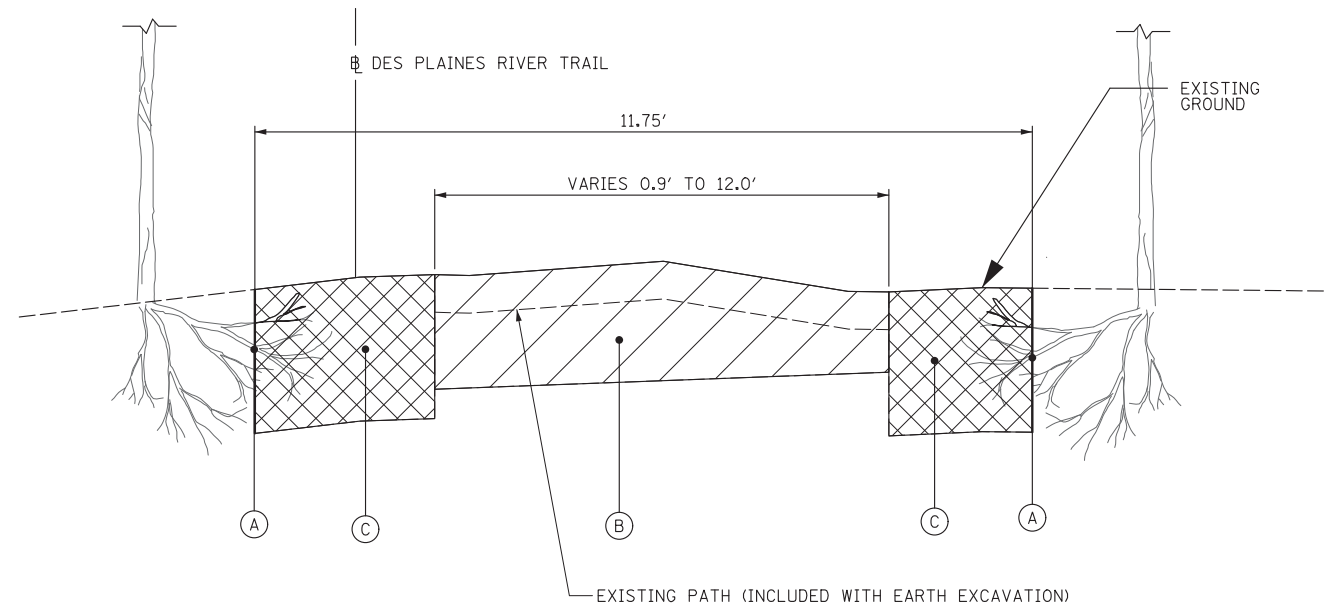 ℄ DES PLAINES RIVER TRAIL
EXISTING
GROUND
11.75'
VARIES 0.9' TO 12.0'
A
C
B
C
A
EXISTING PATH (INCLUDED WITH EARTH EXCAVATION)